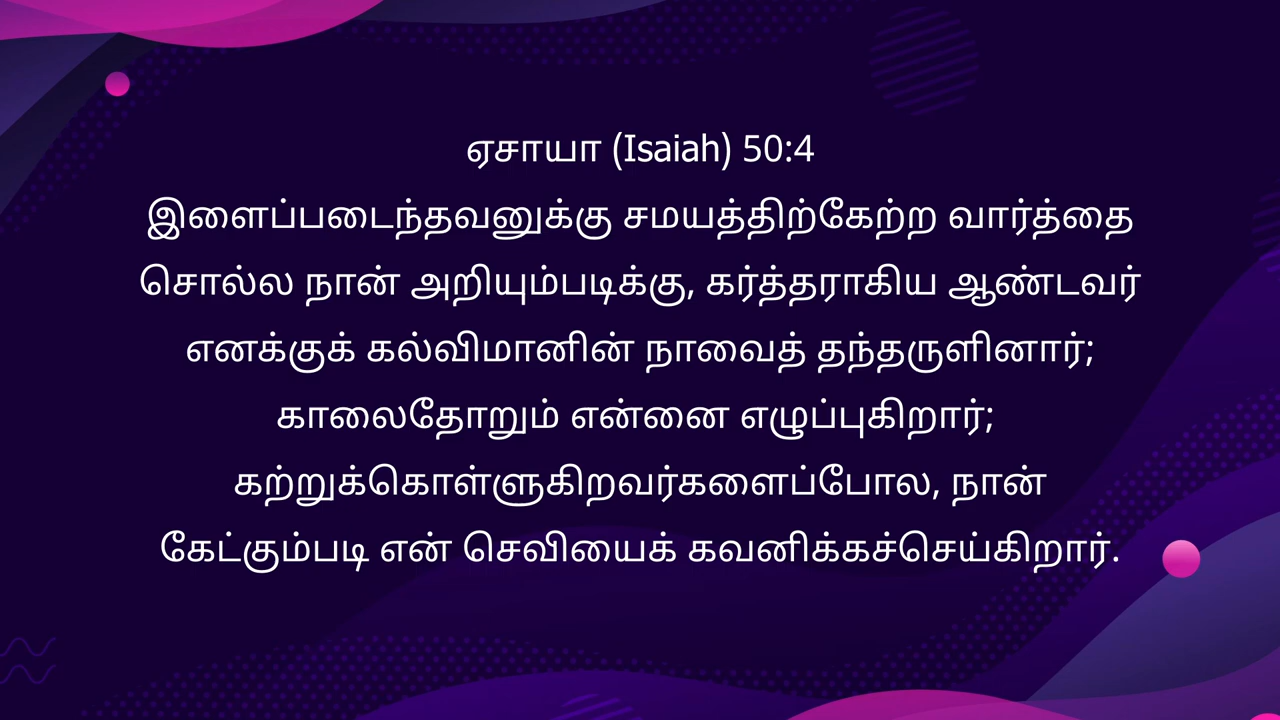 ஏசாயா (Isaiah) 50:4
இளைப்படைந்தவனுக்கு சமயத்திற்கேற்ற வார்த்தை
சொல்ல நான் அறியும்படிக்கு, கர்த்தராகிய ஆண்டவர்
எனக்குக் கல்விமானின் நாவைத் தந்தருளினார்;
காலைதோறும் என்னை எழுப்புகிறார்;
கற்றுக்கொள்ளுகிறவர்களைப்போல, நான்
கேட்கும்படி என் செவியைக் கவனிக்கச்செய்கிறார்.